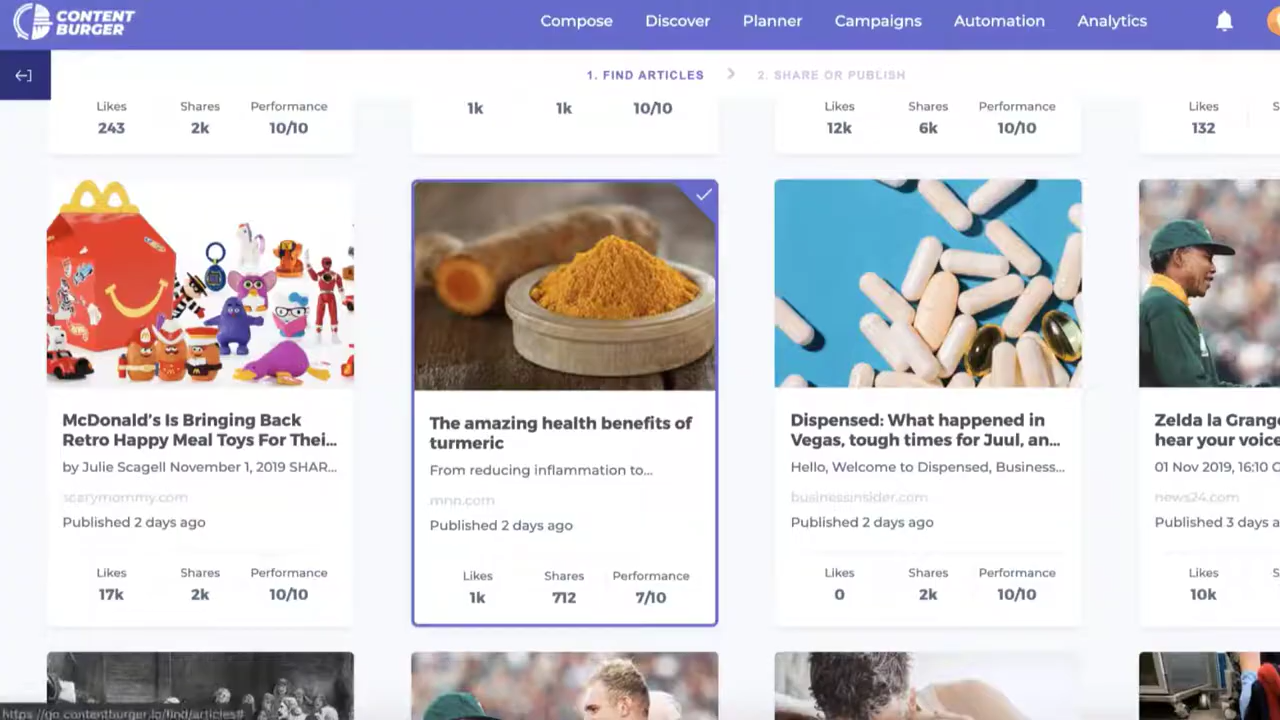 CONTENT
BURGER
Compose
Discover
Planner
Campaigns
Automation
Analytics
1. FIND ARTICLES
2. SHARE OR PUBLISH
Likes Shares Performance
243 2k 10/10
1k 1k 10/10
Likes Shares Performance
12k 6k 10/10
Likes S
132
McDonald's Is Bringing Back
Retro Happy Meal Toys For Thei...
by Julie Scagell November 1, 2019 SHAR...
scarymommy.com
Published 2 days ago
Likes Shares Performance
17k 2k 10/10
The amazing health benefits of
turmeric
From reducing inflammation to...
mnn.com
Published 2 days ago
Likes Shares Performance
1k 712 7/10
Dispensed: What happened in
Vegas, tough times for Juul, an...
Hello, Welcome to Dispensed, Business...
businessinsider.com
Published 2 days ago
Likes Shares Performance
0 2k 10/10
Zelda la Grang
hear your voice
01 Nov 2019, 16:10
news24.com
Published 3 days a
Likes S
10k
https://go.contentburger.io/find/articles#